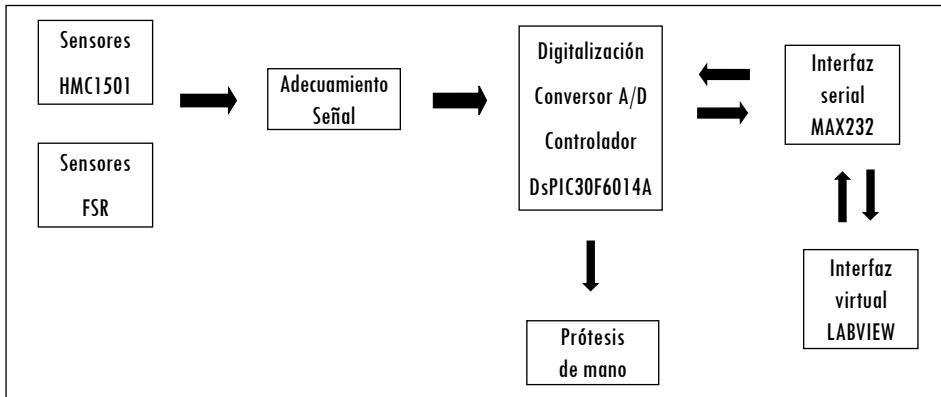 Sensores
HMC1501
Sensores
FSR
Adecuamiento
Señal
Digitalización
Conversor A/D
Controlador
DsPIC30F6014A
Interfaz
serial
MAX232
Interfaz
virtual
LABVIEW
Prótesis
de mano